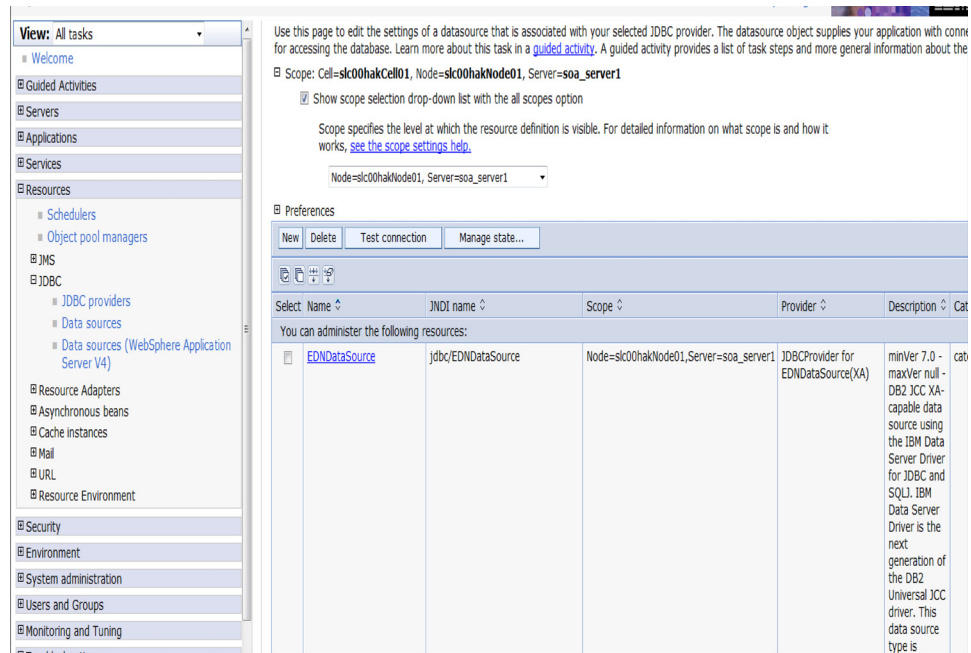 View: All tasks
Welcome
Guided Activities
Servers
Applications
Services
Resources
Schedulers
Object pool managers
JMS
JDBC
JDBC providers
Data sources
Data sources (WebSphere Application
Server V4)
Resource Adapters
Asynchronous beans
Cache instances
Mail
URL
Resource Environment
Security
Environment
System administration
Users and Groups
Monitoring and Tuning
Use this page to edit the settings of a datasource that is associated with your selected JDBC provider. The datasource object supplies your application with conne
for accessing the database. Learn more about this task in a guided activity. A guided activity provides a list of task steps and more general information about the
Scope: Cell=slc00hakCell01, Node=slc00hakNode01, Server=soa_server1
Show scope selection drop-down list with the all scopes option
Scope specifies the level at which the resource definition is visible. For detailed information on what scope is and how it
works, see the scope settings help.
Node=slc00hakNode01, Server=soa_server1
Preferences
New Delete Test connection Manage state...
Select Name JNDI name Scope Provider Description Cat
You can administer the following resources:
EDNDataSource jdbc/EDNDataSource Node=slc00hakNode01,Server=soa_server1 JDBCProvider for minVer 7.0 - cate
EDNDataSource(XA) maxVer null -
DB2 JCC XA-
capable data
source using
the IBM Data
Server Driver
for JDBC and
SQLJ. IBM
Data Server
Driver is the
next
generation of
the DB2
Universal JCC
driver. This
data source
type is